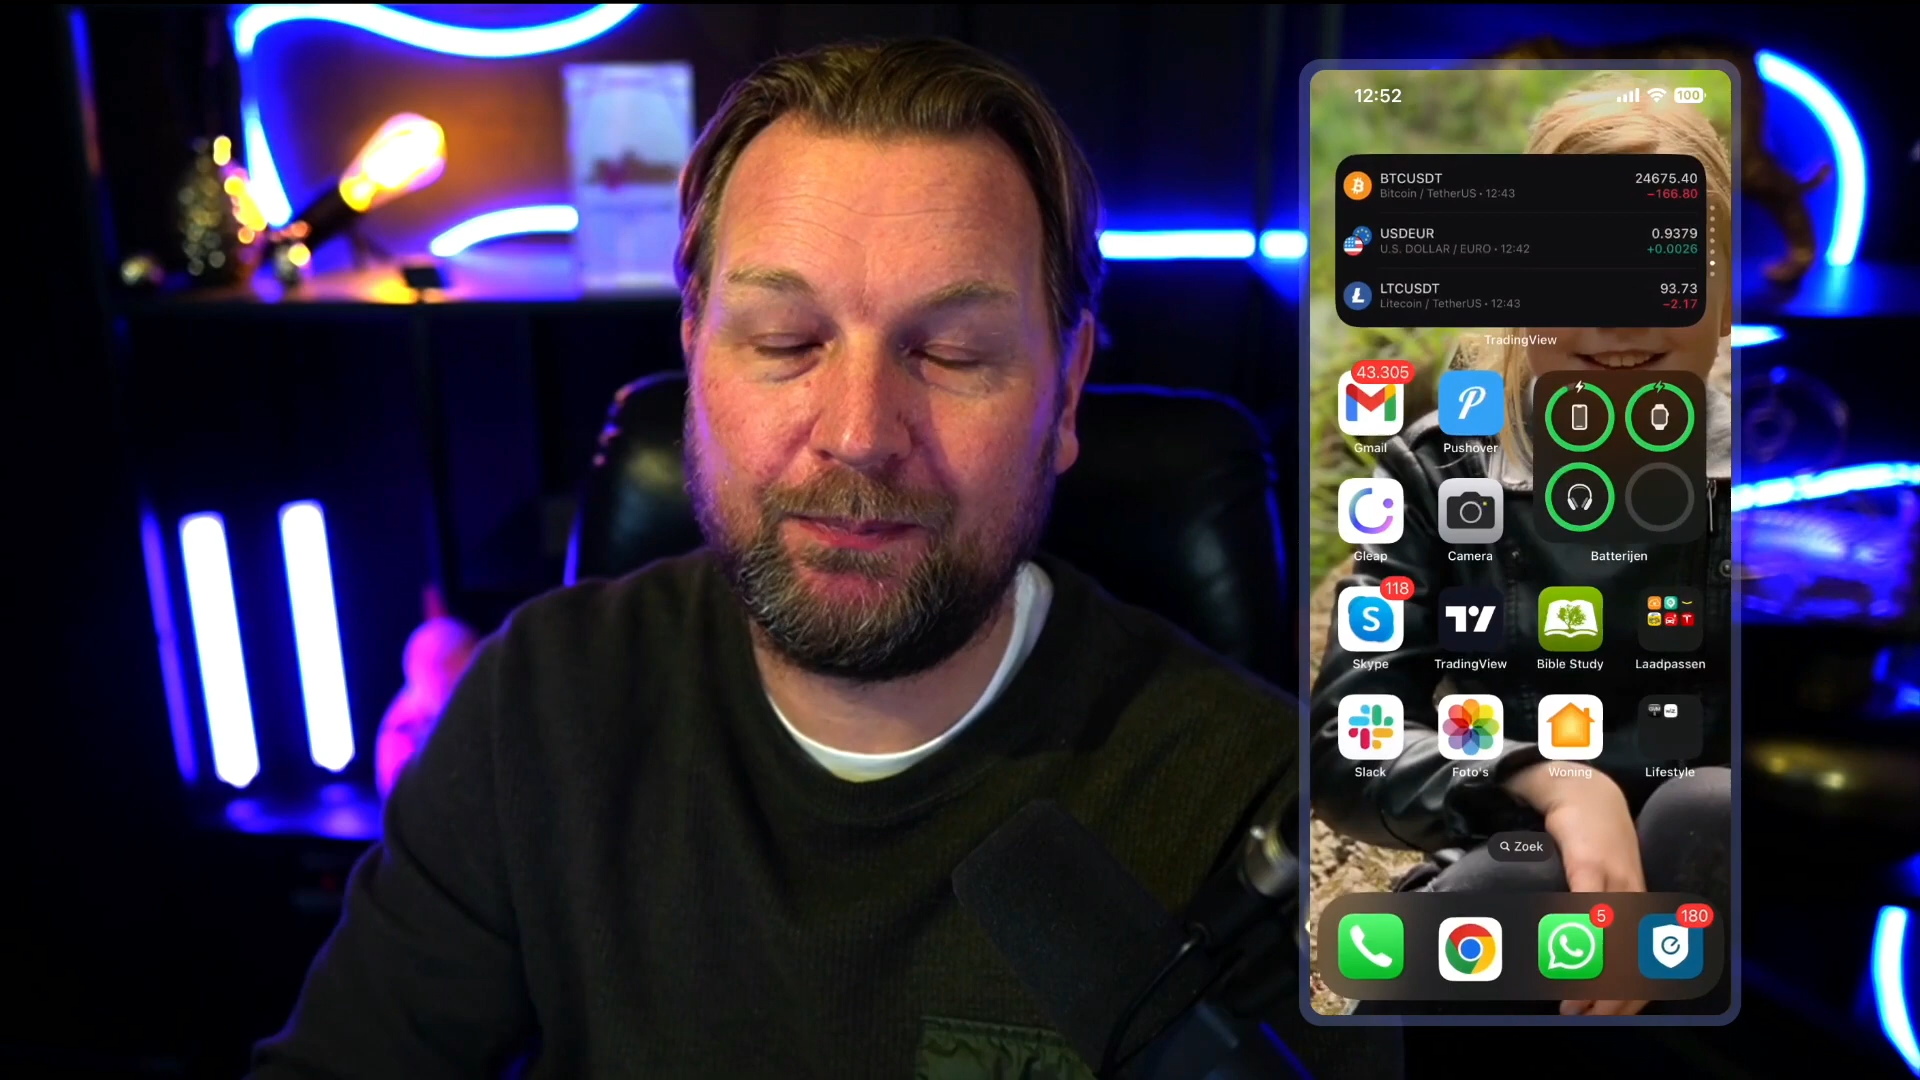 12:52
100
BTCUSDT
24675.40
Bitcoin / TetherUS • 12:43
−166.80
USDEUR
0.9379
U.S. DOLLAR / EURO • 12:42
+0.0026
LTCUSDT
93.73
Litecoin / TetherUS • 12:43
−2.17
TradingView
43.305
Gmail
Pushover
Gleap
Camera
Batterijen
118
Skype
TradingView
Bible Study
Laadpassen
Slack
Foto's
Woning
Lifestyle
Zoek
5
180